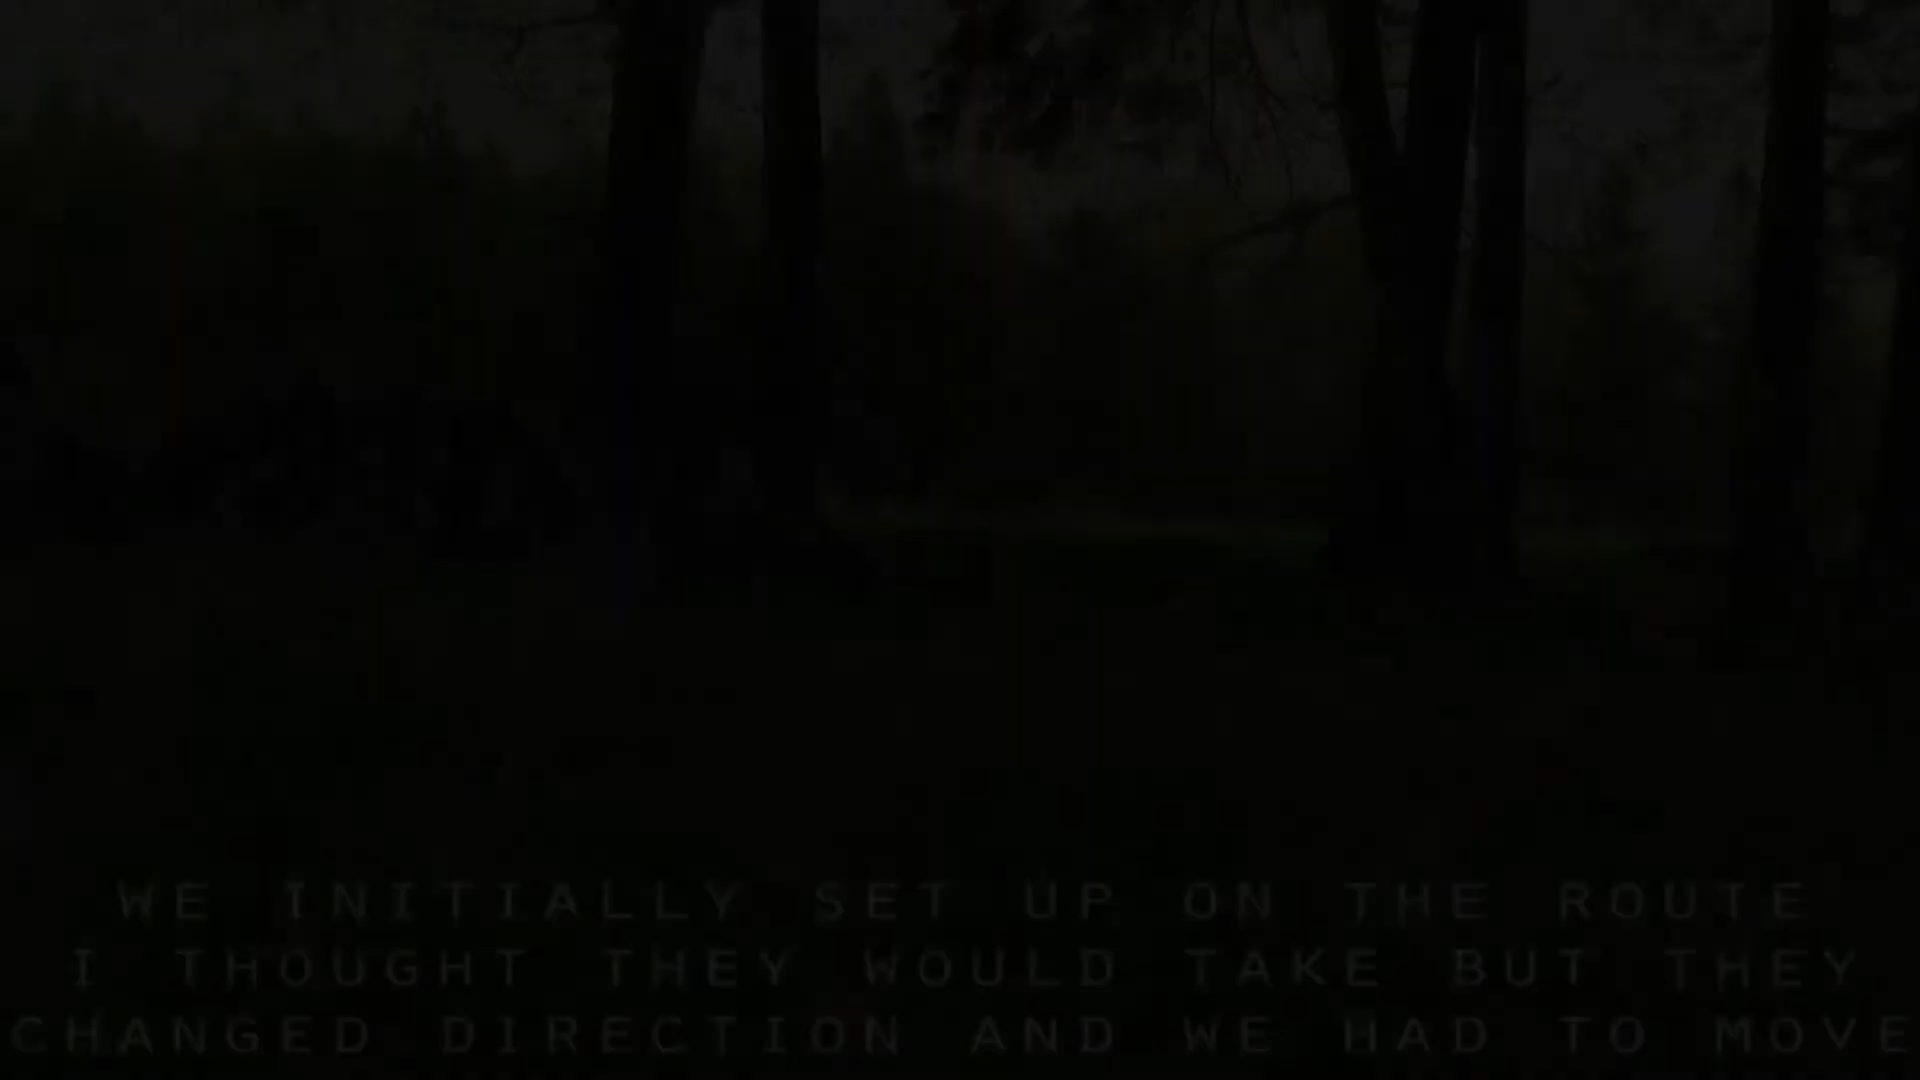 WE INITIALLY SET UP ON THE ROUTE
I THOUGHT THEY WOULD TAKE BUT THEY
CHANGED DIRECTION AND WE HAD TO MOVE